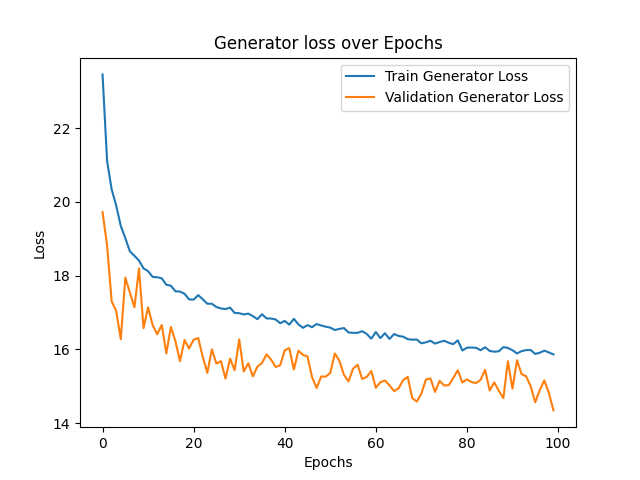 Generator loss over Epochs
Train Generator Loss
Validation Generator Loss
Loss
22
20
18
16
14
0 20 40 60 80 100
Epochs